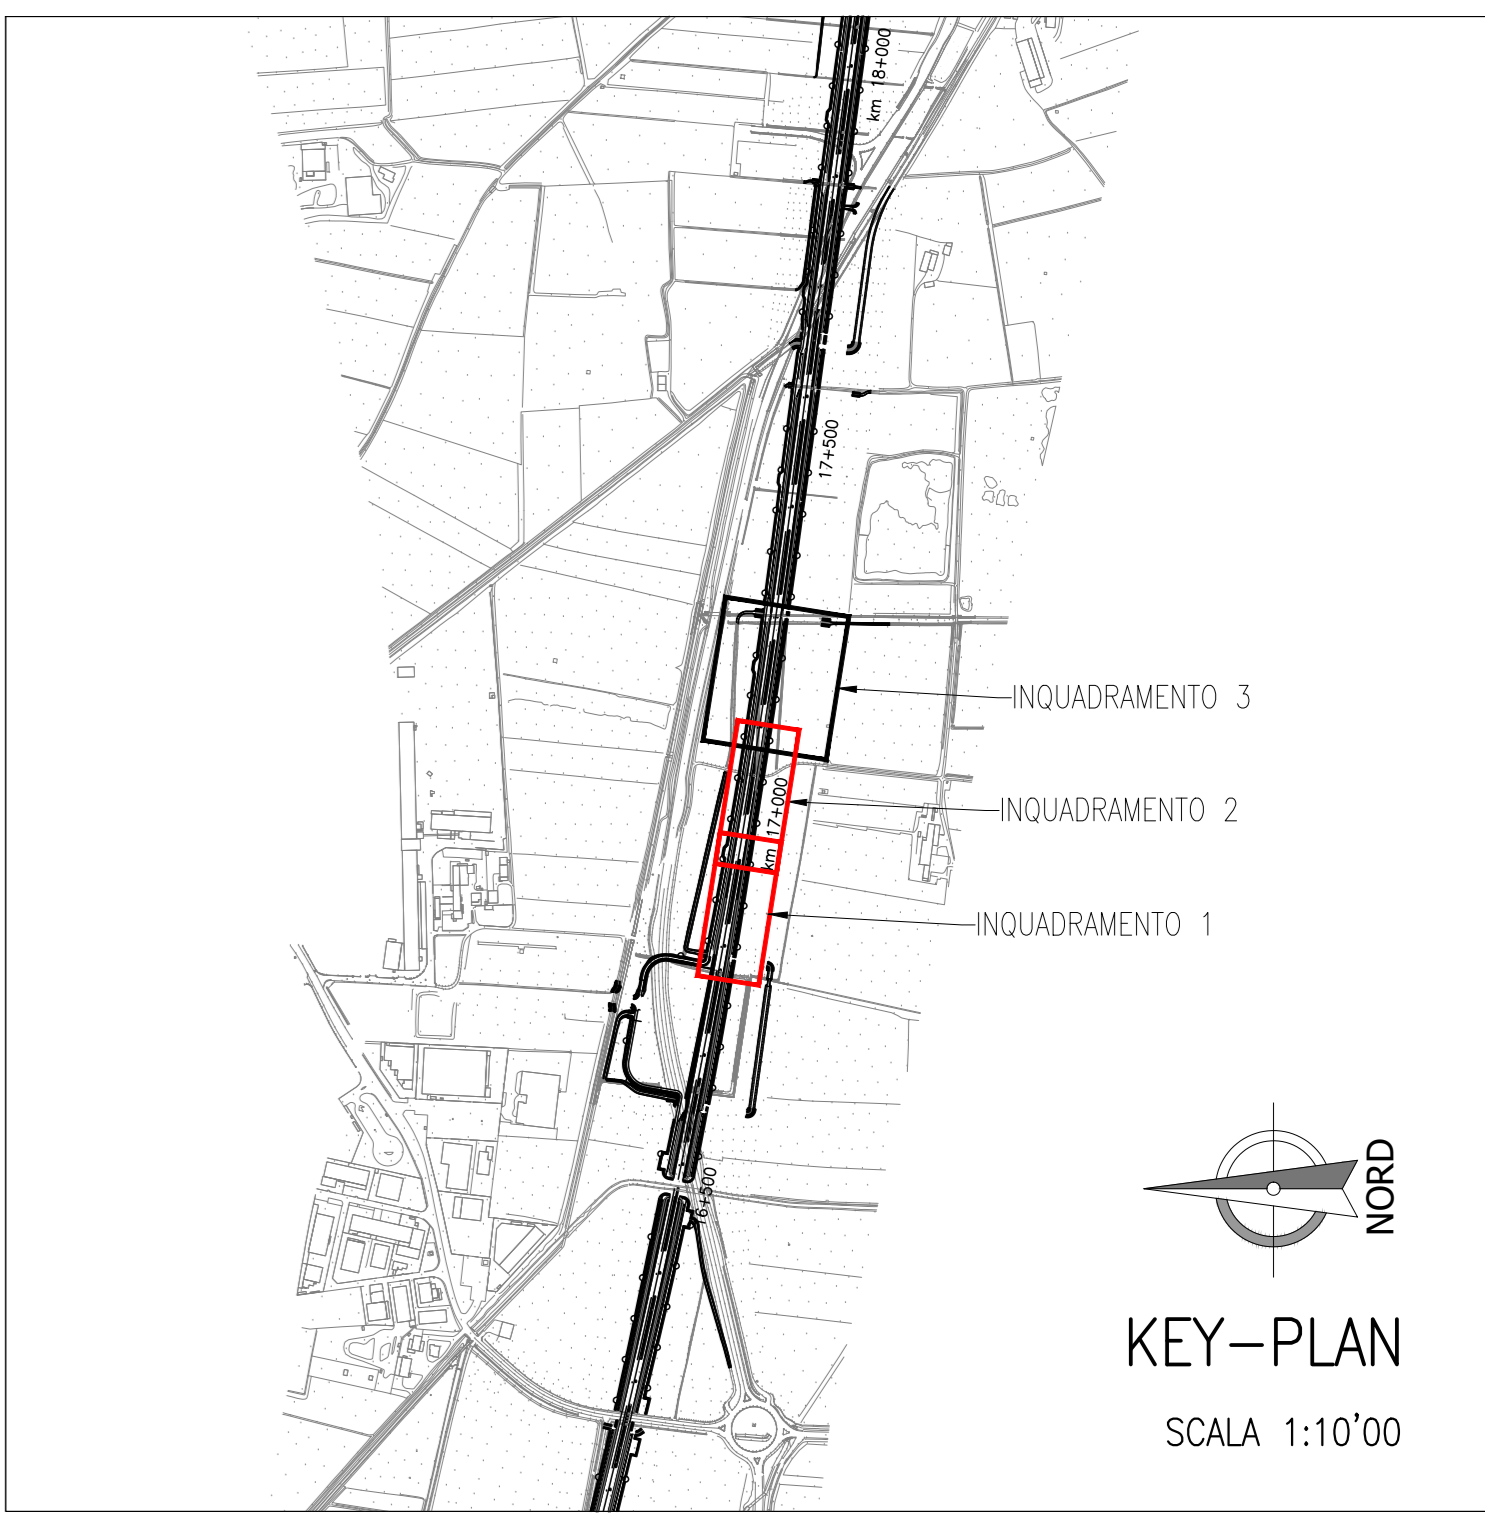 km 18+000
17+500
INQUADRAMENTO 3
km 17+000
INQUADRAMENTO 2
INQUADRAMENTO 1
16+500
NORD
KEY-PLAN
SCALA 1:10'00